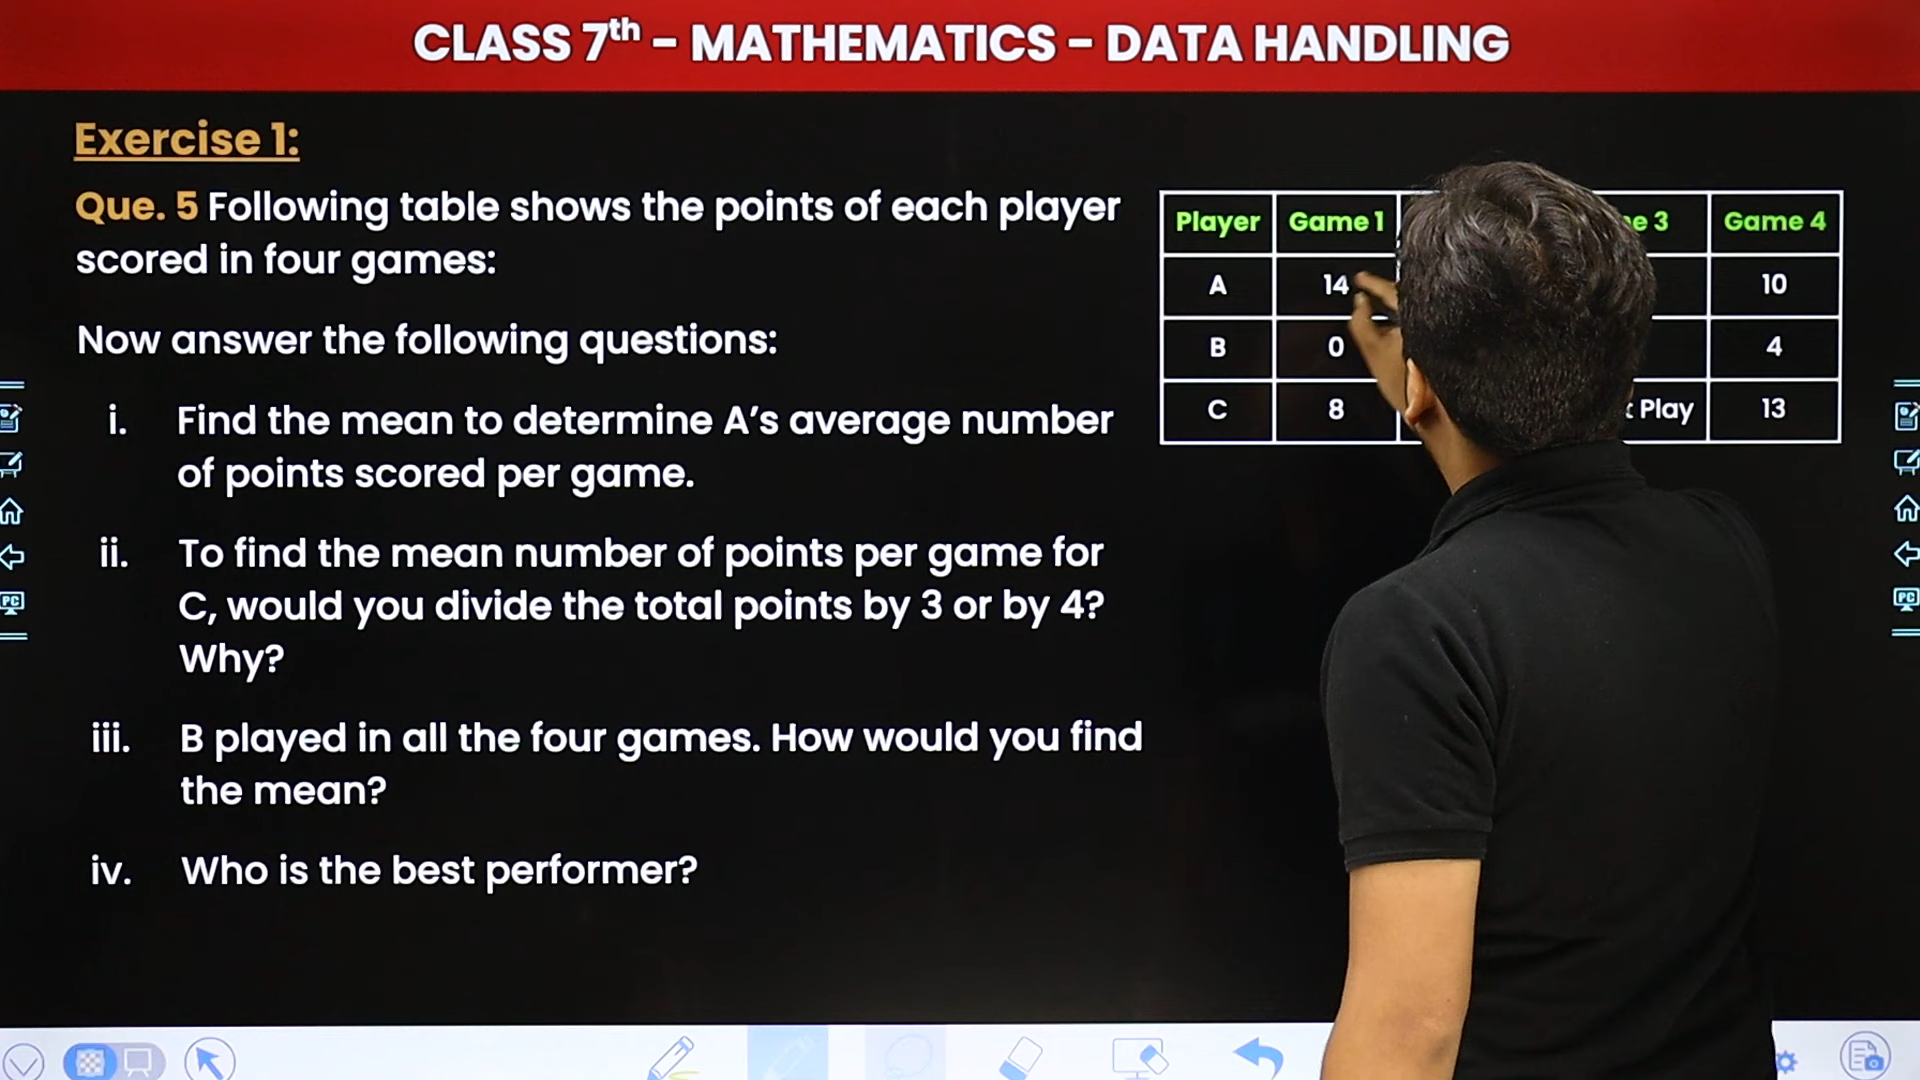 CLASS 7th - MATHEMATICS - DATA HANDLING
Exercise 1:
Que. 5 Following table shows the points of each player
scored in four games:
Now answer the following questions:
i. Find the mean to determine A's average number
of points scored per game.
ii. To find the mean number of points per game for
C, would you divide the total points by 3 or by 4?
Why?
iii. B played in all the four games. How would you find
the mean?
iv. Who is the best performer?
Player Game 1 e 3 Game 4
A 14 10
B 0 4
C 8 Play 13
PC
PC